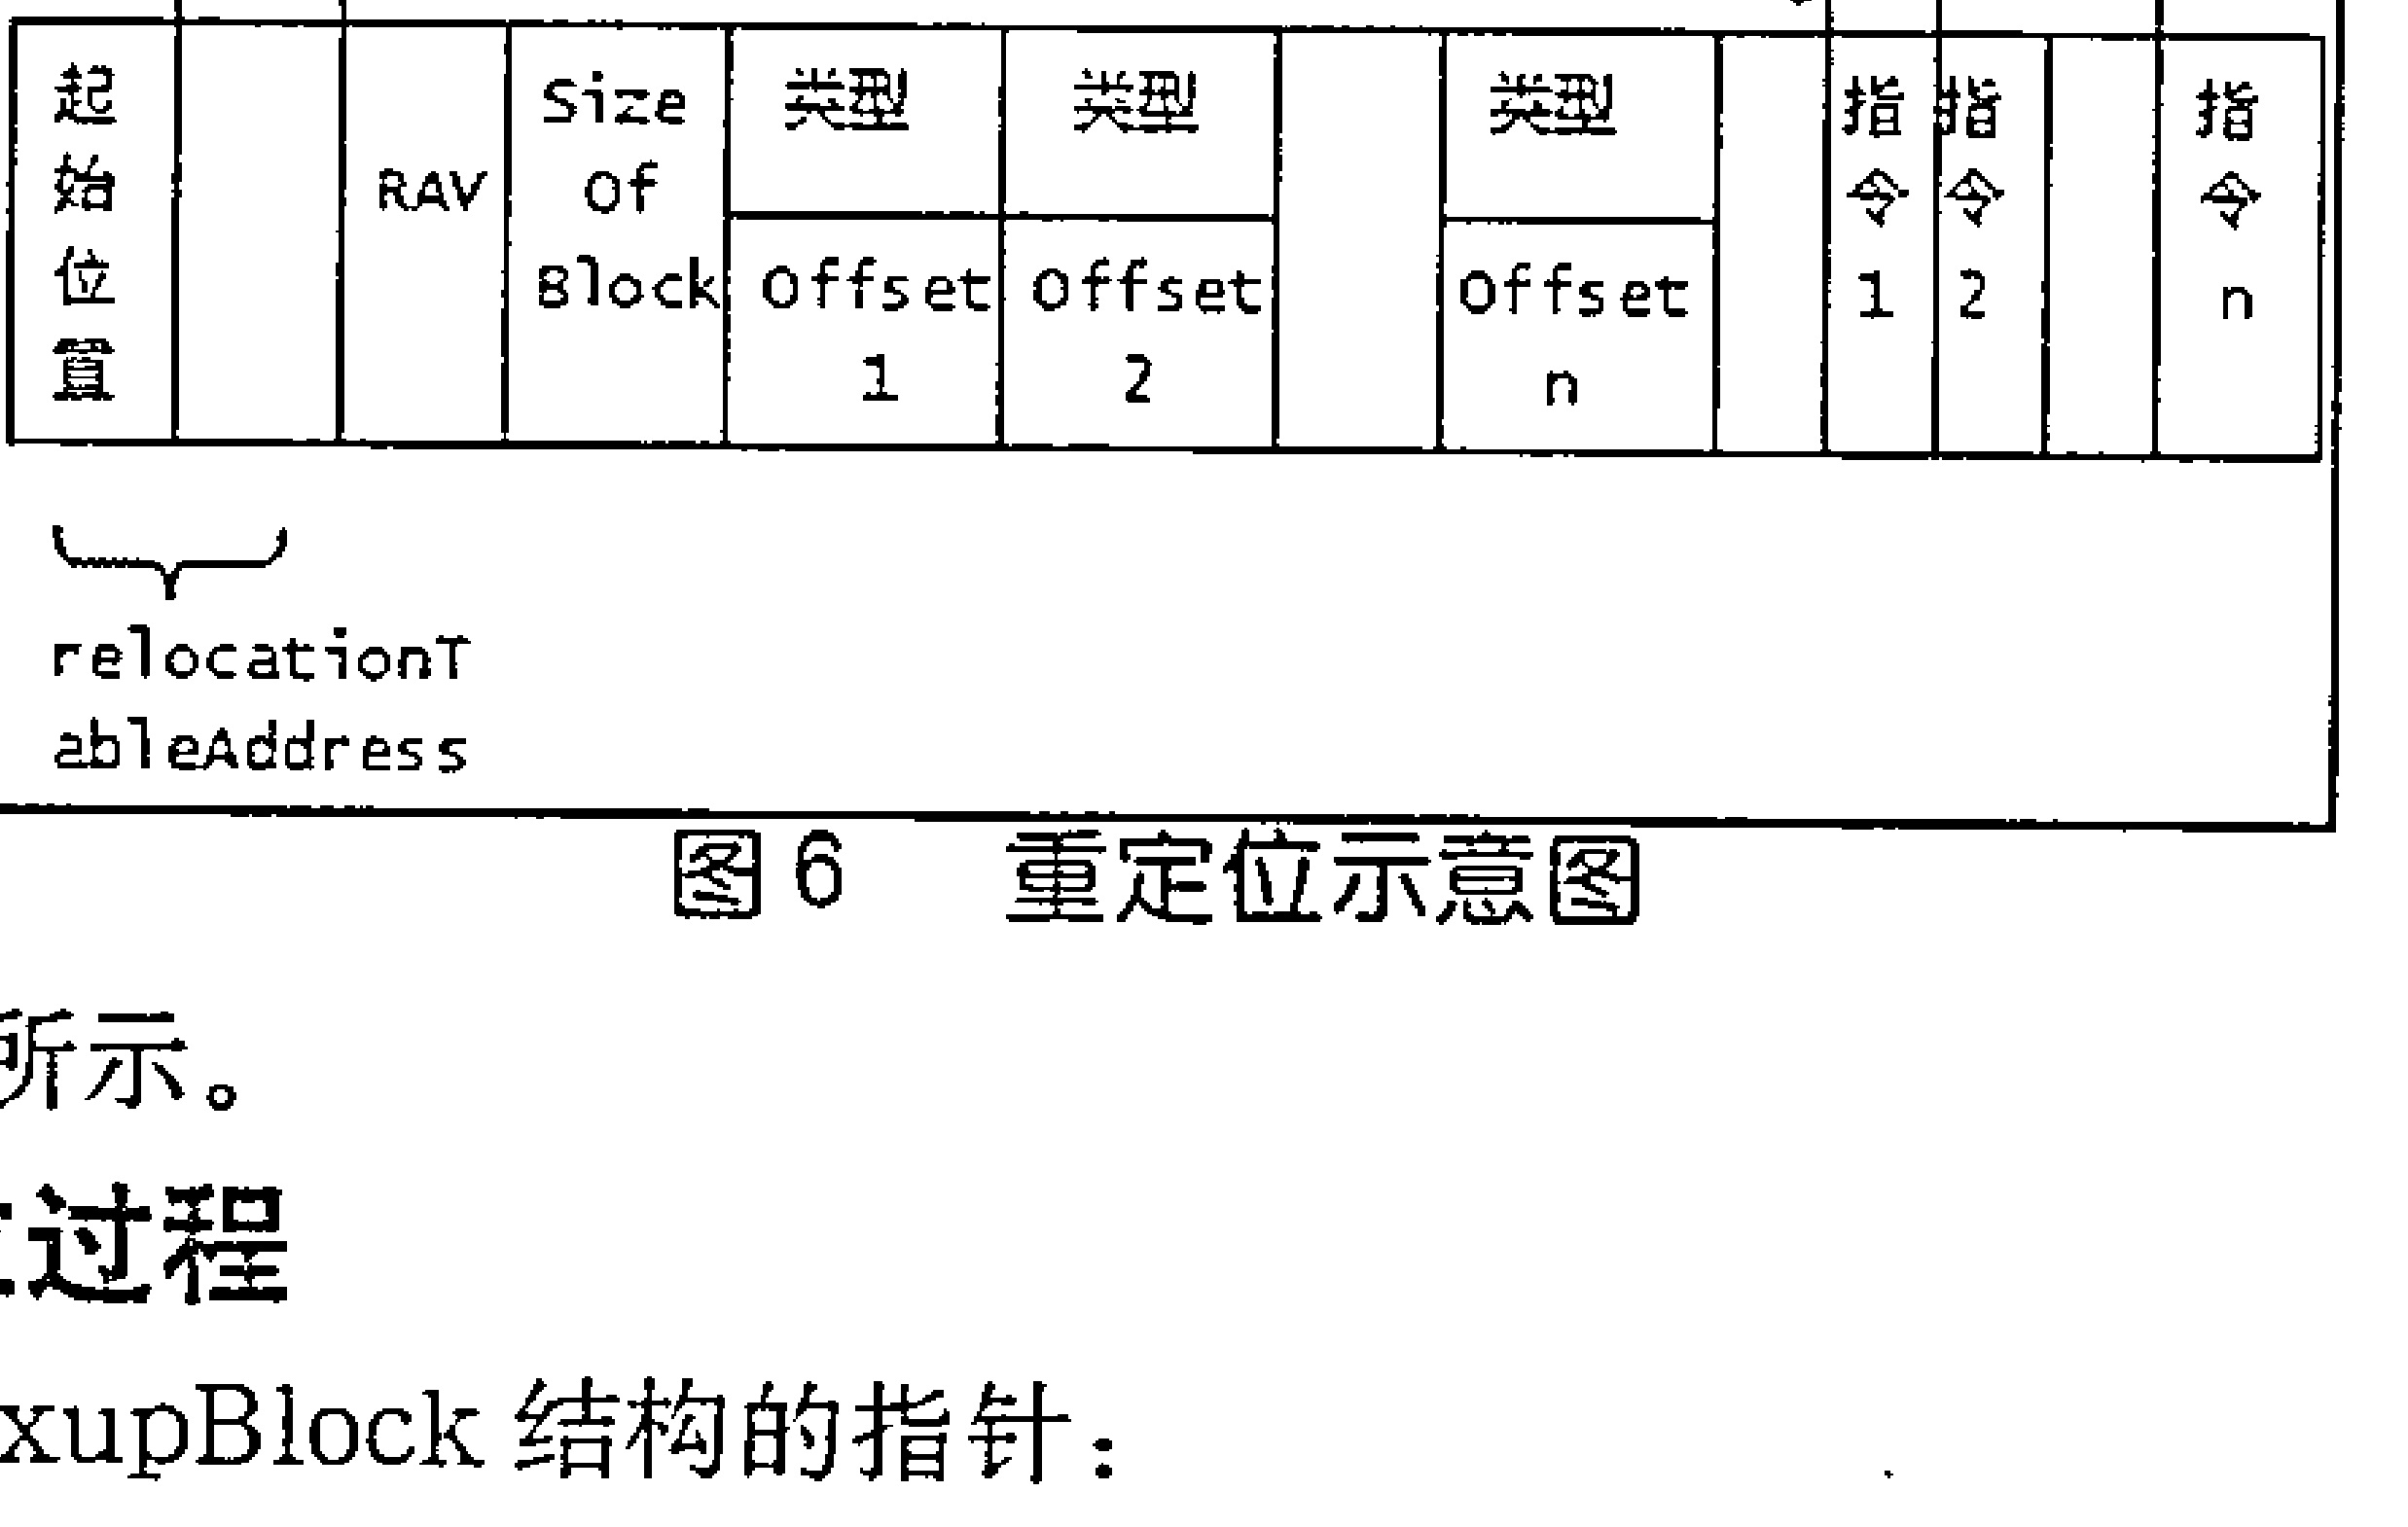 起始位置
RAV
Size Of Block
类型
Offset 1
类型
Offset 2
类型
Offset n
指令1
指令2
指令n
relocationT
ableAddress
图6 重定位示意图
所示。
过程
xupBlock 结构的指针：